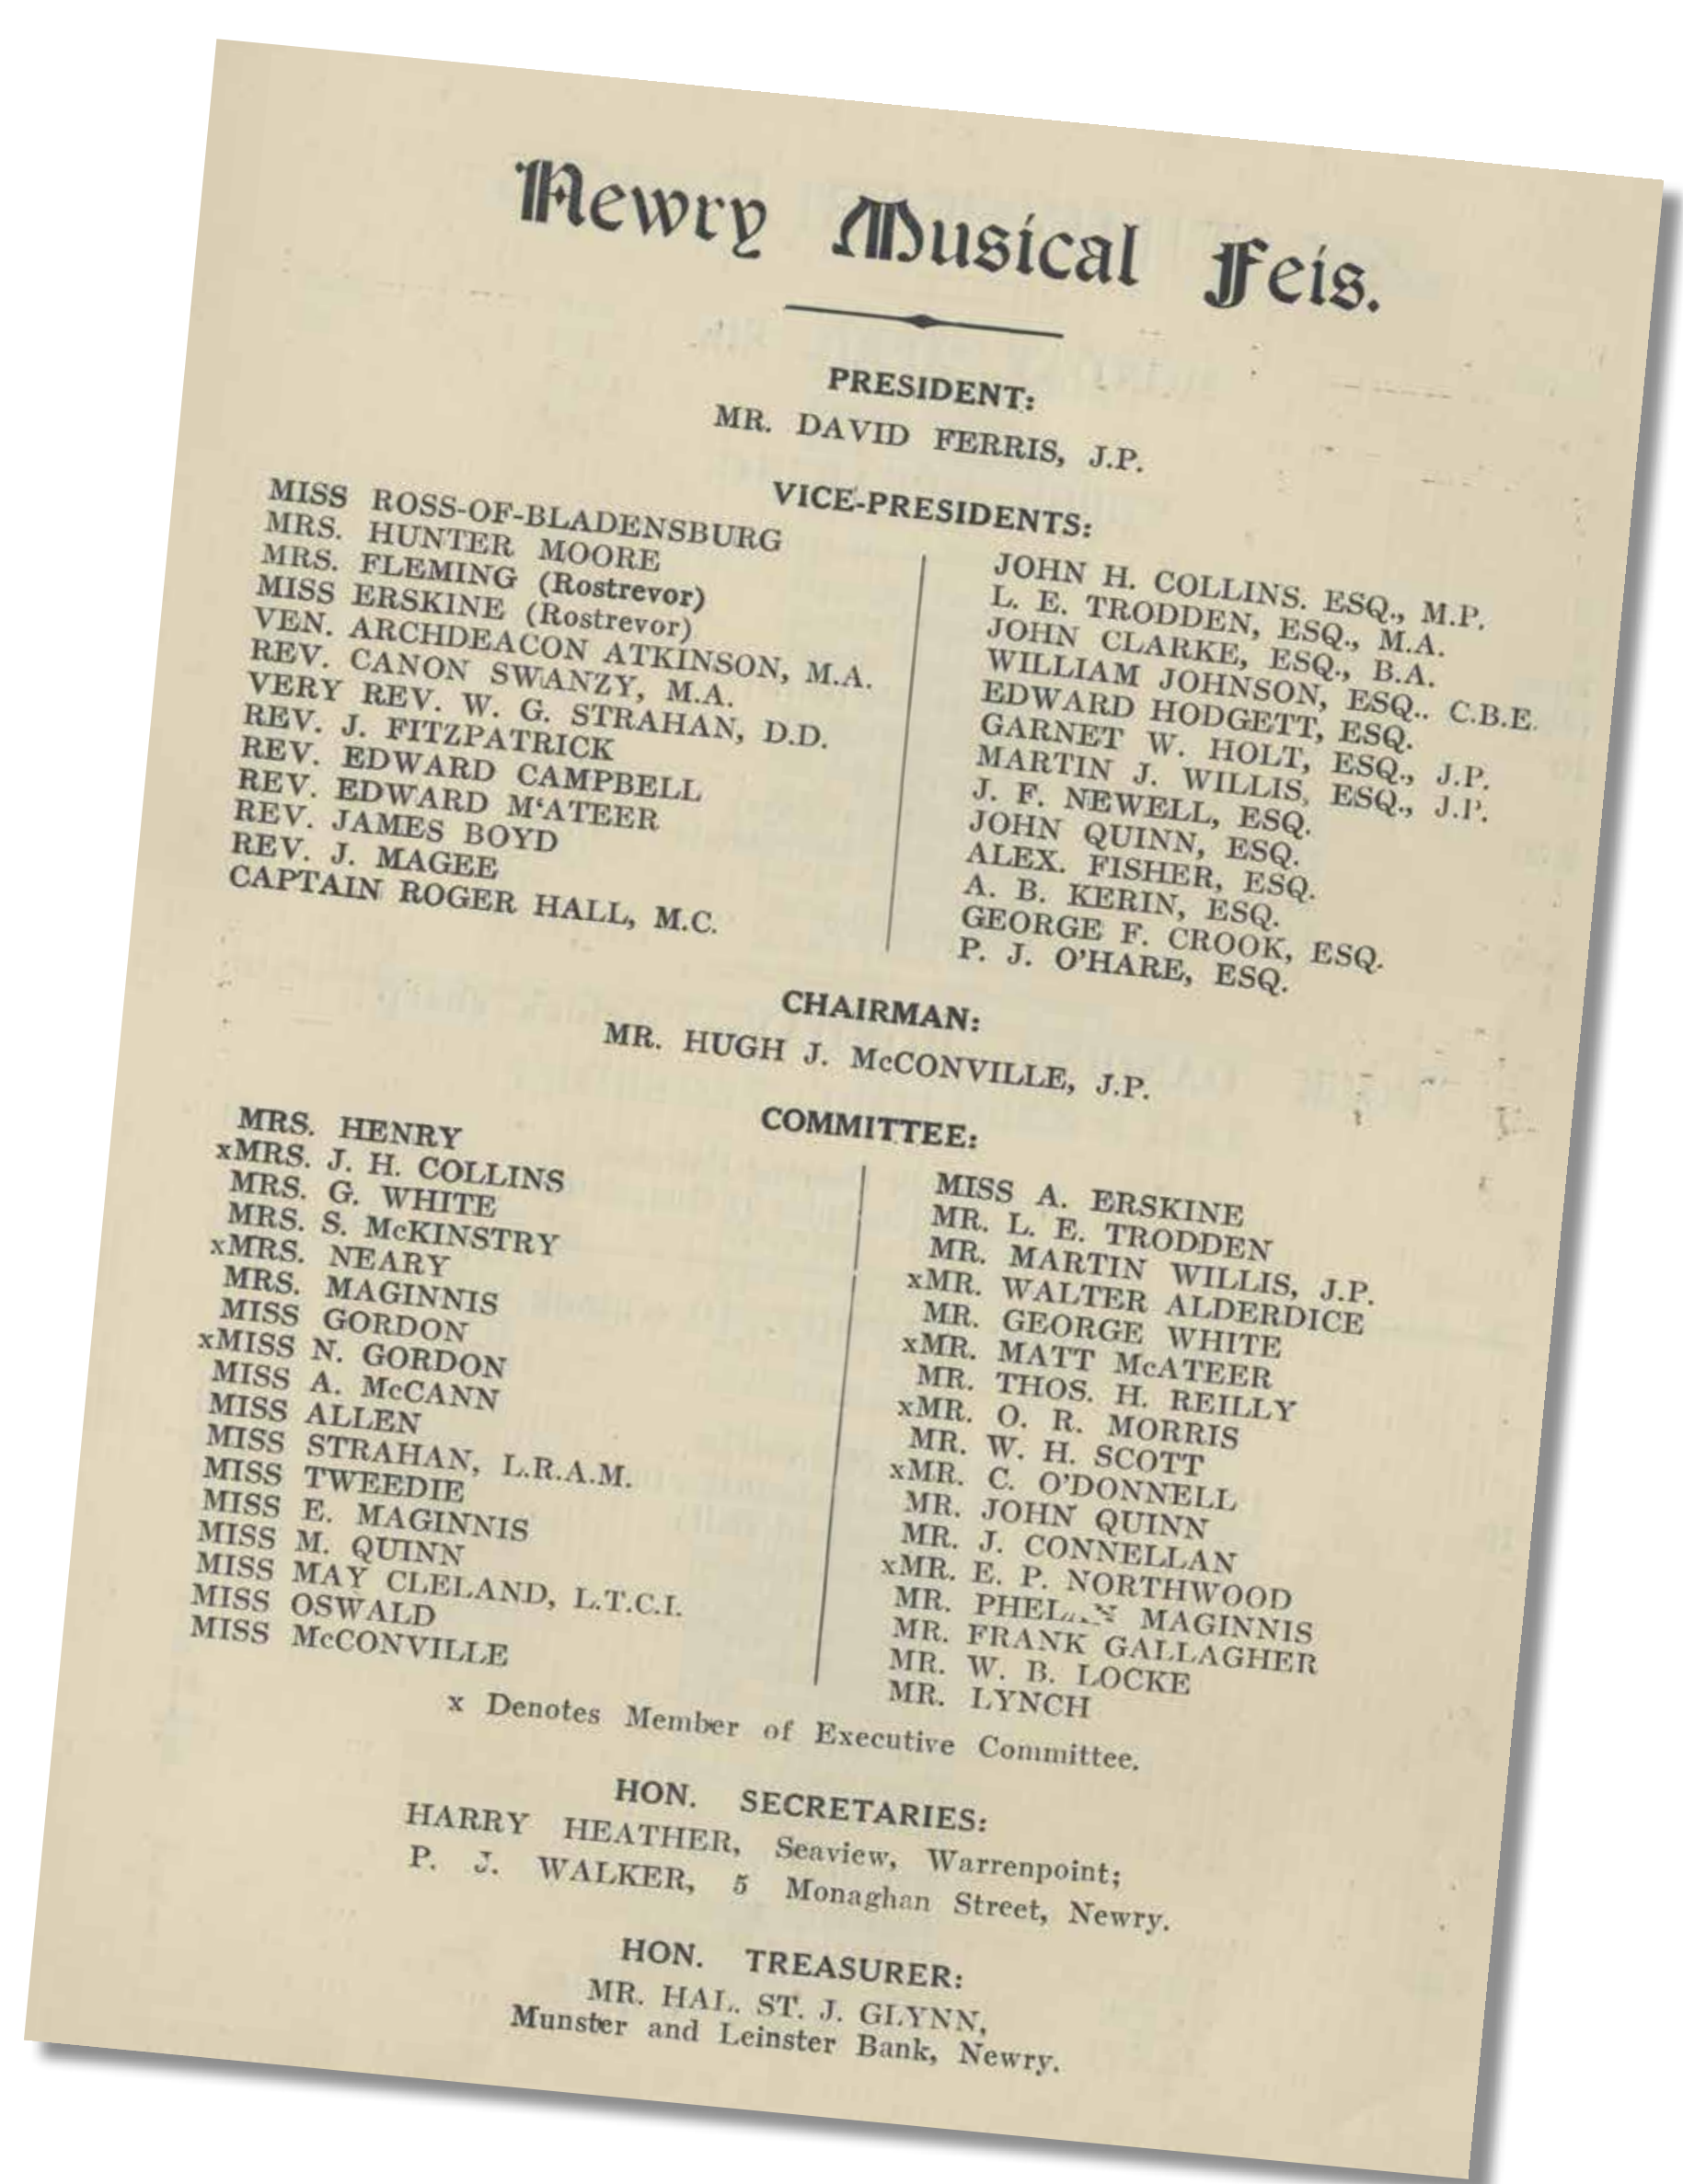 Newry Musical Feis.
PRESIDENT:
MR. DAVID FERRIS, J.P.
VICE-PRESIDENTS:
MISS ROSS-OF-BLADENSBURG
MRS. HUNTER MOORE
MRS. FLEMING (Rostrevor)
MISS ERSKINE (Rostrevor)
VEN. ARCHDEACON ATKINSON, M.A.
REV. CANON SWANZY, M.A.
VERY REV. W. G. STRAHAN, D.D.
REV. J. FITZPATRICK
REV. EDWARD CAMPBELL
REV. EDWARD M‘ATEER
REV. JAMES BOYD
REV. J. MAGEE
CAPTAIN ROGER HALL, M.C.
JOHN H. COLLINS. ESQ., M.P.
L. E. TRODDEN, ESQ., M.A.
JOHN CLARKE, ESQ., B.A.
WILLIAM JOHNSON, ESQ.. C.B.E.
EDWARD HODGETT, ESQ.
GARNET W. HOLT, ESQ., J.P.
MARTIN J. WILLIS, ESQ., J.P.
J. F. NEWELL, ESQ.
JOHN QUINN, ESQ.
ALEX. FISHER, ESQ.
A. B. KERIN, ESQ.
GEORGE F. CROOK, ESQ.
P. J. O'HARE, ESQ.
CHAIRMAN:
MR. HUGH J. McCONVILLE, J.P.
COMMITTEE:
MRS. HENRY
xMRS. J. H. COLLINS
MRS. G. WHITE
MRS. S. McKINSTRY
xMRS. NEARY
MRS. MAGINNIS
MISS GORDON
xMISS N. GORDON
MISS A. McCANN
MISS ALLEN
MISS STRAHAN, L.R.A.M.
MISS TWEEDIE
MISS E. MAGINNIS
MISS M. QUINN
MISS MAY CLELAND, L.T.C.I.
MISS OSWALD
MISS McCONVILLE
MISS A. ERSKINE
MR. L. E. TRODDEN
MR. MARTIN WILLIS, J.P.
xMR. WALTER ALDERDICE
MR. GEORGE WHITE
xMR. MATT McATEER
MR. THOS. H. REILLY
xMR. O. R. MORRIS
MR. W. H. SCOTT
xMR. C. O'DONNELL
MR. JOHN QUINN
MR. J. CONNELLAN
xMR. E. P. NORTHWOOD
MR. MAGINNIS
MR. FRANK GALLAGHER
MR. W. B. LOCKE
MR. LYNCH
x Denotes Member of Executive Committee.
HON. SECRETARIES:
HARRY HEATHER, Seaview, Warrenpoint;
P. J. WALKER, 5 Monaghan Street, Newry.
HON. TREASURER:
MR. HAL. ST. J. GLYNN,
Munster and Leinster Bank, Newry.